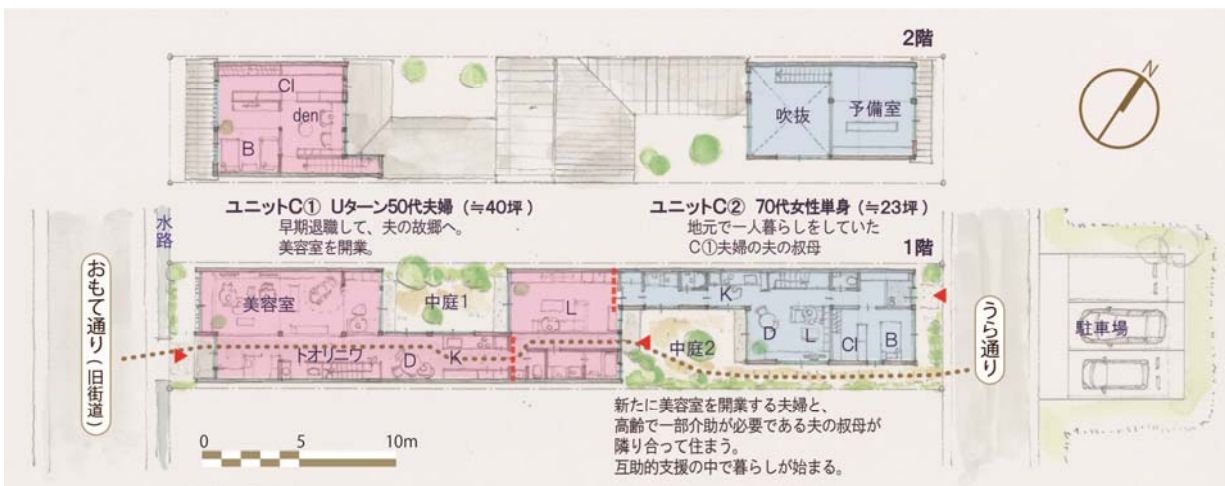 2階
N
Cl
den
B
吹抜
予備室
ユニットC① Uターン50代夫婦(≒40坪)
早期退職して、夫の故郷へ。
美容室を開業。
ユニットC② 70代女性単身(≒23坪)
地元で一人暮らしをしていた
C①夫婦の夫の叔母
1階
水路
おもて通り(旧街道)
美容室
中庭1
L
K
トオリニワ
D
K
中庭2
D
L
Cl
B
うら通り
駐車場
0 5 10m
新たに美容室を開業する夫婦と、
高齢で一部介助が必要である夫の叔母が
隣り合って住まう。
互助的支援の中で暮らしが始まる。